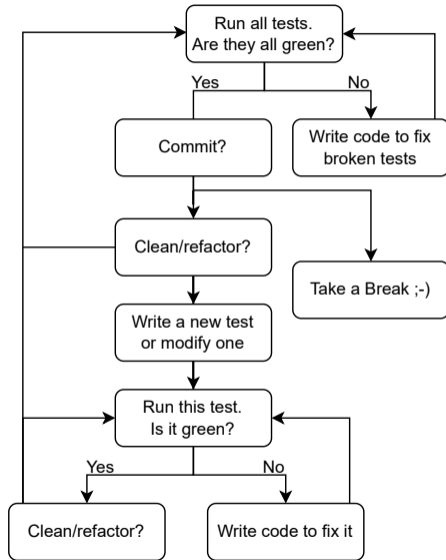 Run all tests.
Are they all green?
Yes
No
Commit?
Write code to fix
broken tests
Clean/refactor?
Take a Break ;-)
Write a new test
or modify one
Run this test.
Is it green?
Yes
No
Clean/refactor?
Write code to fix it